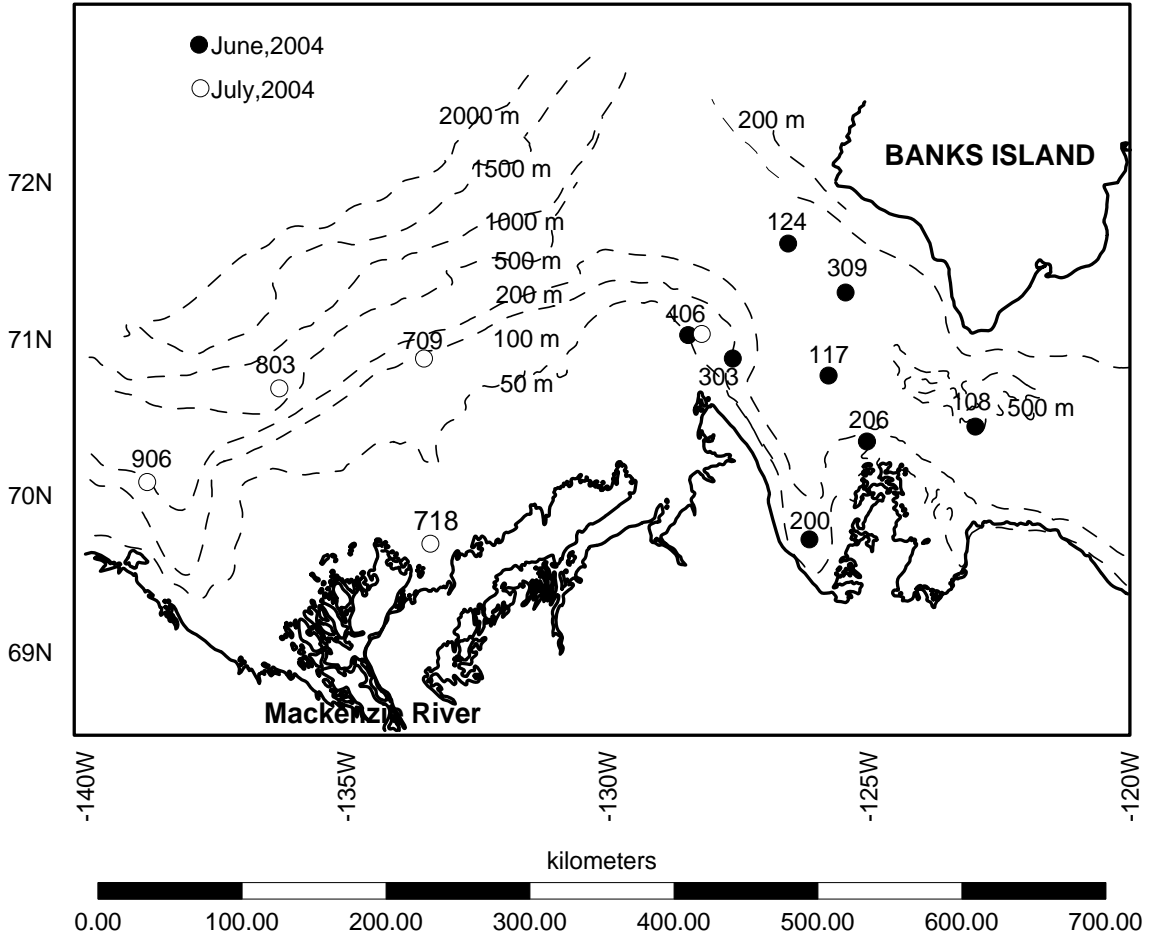 June,2004
July,2004
2000 m
200 m
BANKS ISLAND
1500 m
72N
1000 m
124
500 m
309
200 m
406
71N
709
100 m
803
303
117
50 m
108
500 m
206
906
70N
718
200
69N
Mackenzie River
-140W
-135W
-130W
-125W
-120W
kilometers
0.00 100.00 200.00 300.00 400.00 500.00 600.00 700.00